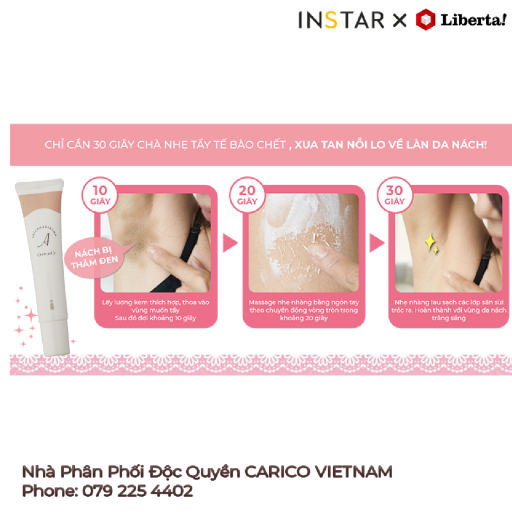 INSTAR × Liberta!
CHỈ CẦN 30 GIÂY CHÀ NHẸ TẨY TẾ BÀO CHẾT , XUA TAN NỖI LO VỀ LÀN DA NÁCH!
10
GIÂY
20
GIÂY
30
GIÂY
A
NÁCH BỊ
THÂM ĐEN
Lấy lượng kem thích hợp, thoa vào
vùng muốn tẩy
Sau đó đợi khoảng 10 giây
Massage nhẹ nhàng bằng ngón tay
theo chuyển động vòng tròn trong
khoảng 20 giây
Nhẹ nhàng lau sạch các lớp sần sùi
tróc ra. Hoàn thành với vùng da nách
trắng sáng
Nhà Phân Phối Độc Quyền CARICO VIETNAM
Phone: 079 225 4402